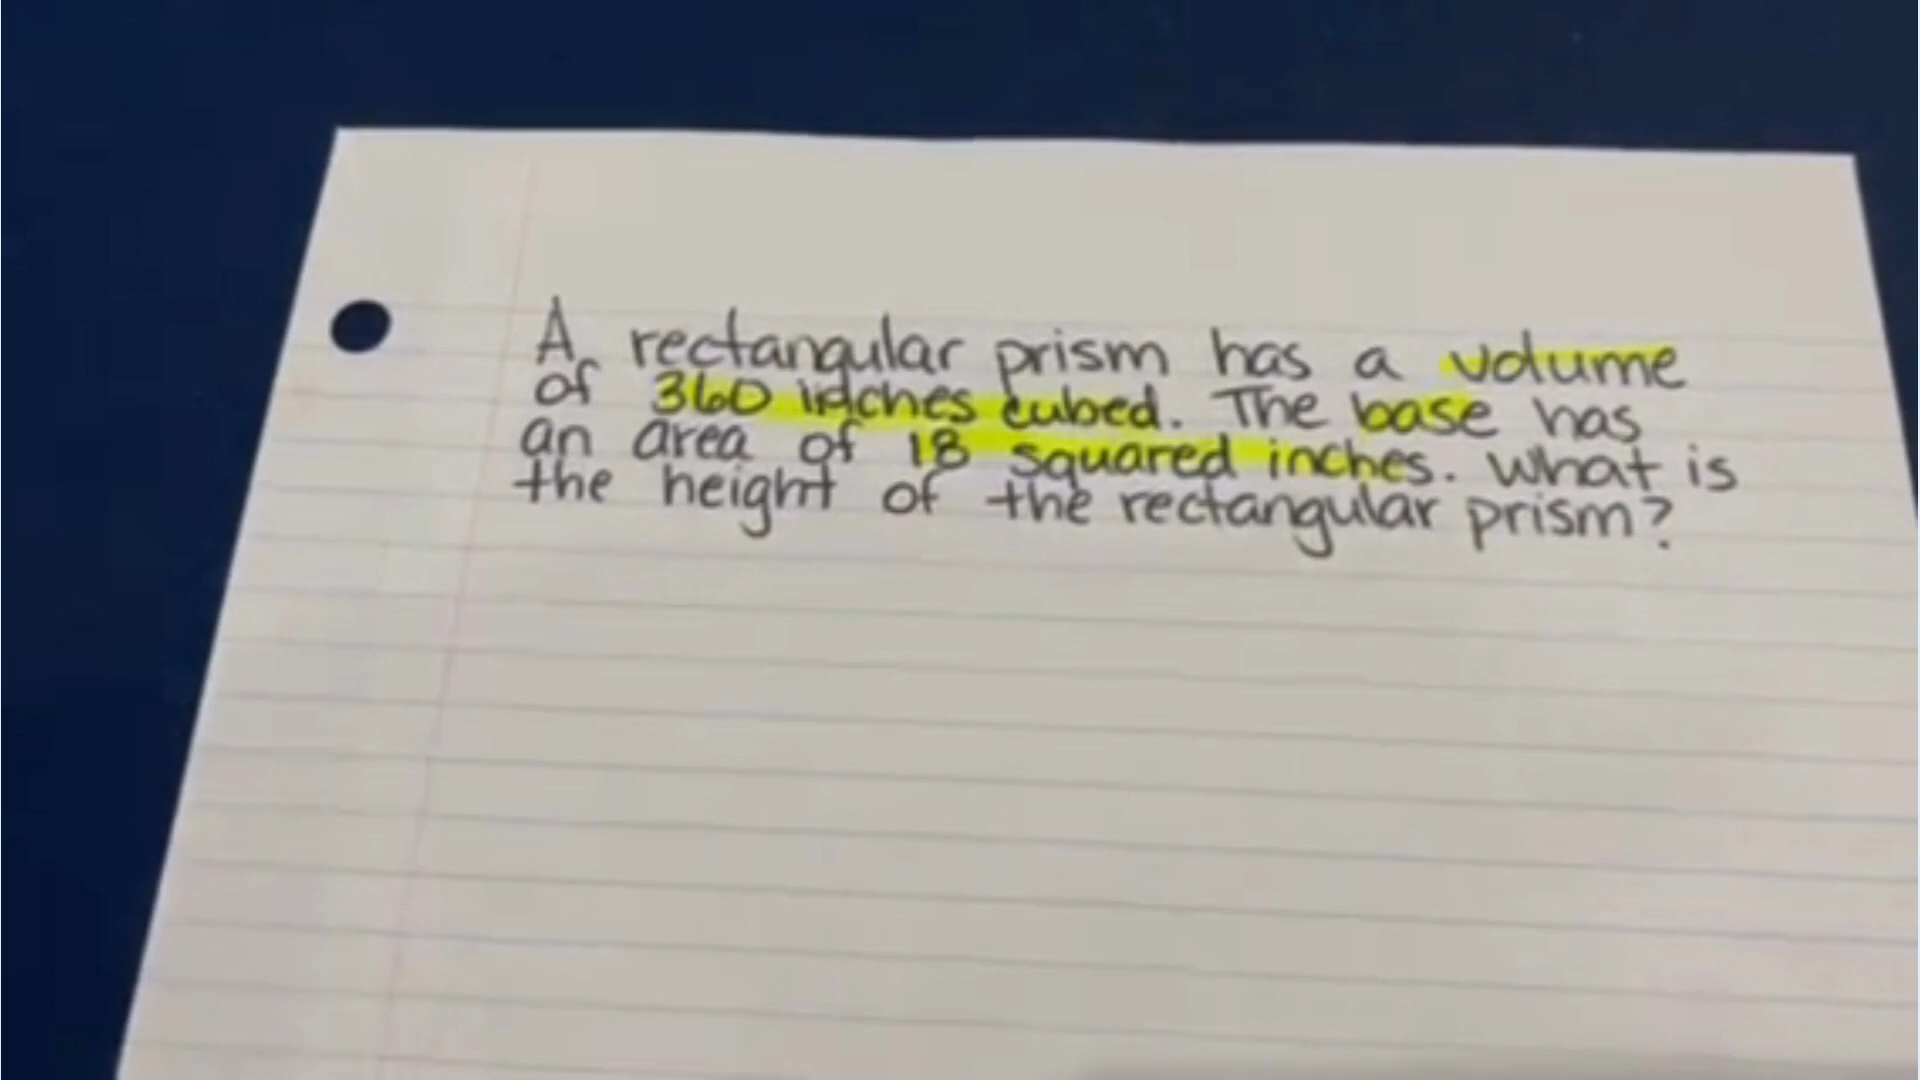 A rectangular prism has a volume
of 360 inches cubed. The base has
an area of 18 squared inches. What is
the height of the rectangular prism?